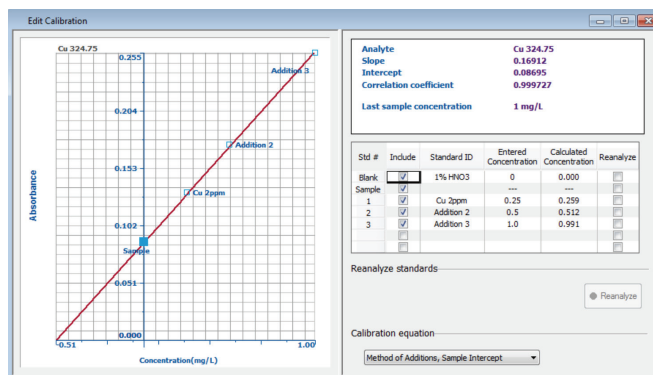 Edit Calibration
Cu 324.75
0.255
0.204
0.153
0.102
0.051
0.000
-0.51
1.00
Addition 3
Addition 2
Cu 2ppm
Sample
Absorbance
Concentration(mg/L)
Analyte Cu 324.75
Slope 0.16912
Intercept 0.08695
Correlation coefficient 0.999727
Last sample concentration 1 mg/L
Std # Include Standard ID Entered Concentration Calculated Concentration Reanalyze
Blank 1% HNO3 0 0.000
Sample --- ---
1 Cu 2ppm 0.25 0.259
2 Addition 2 0.5 0.512
3 Addition 3 1.0 0.991
Reanalyze standards
Reanalyze
Calibration equation
Method of Additions, Sample Intercept